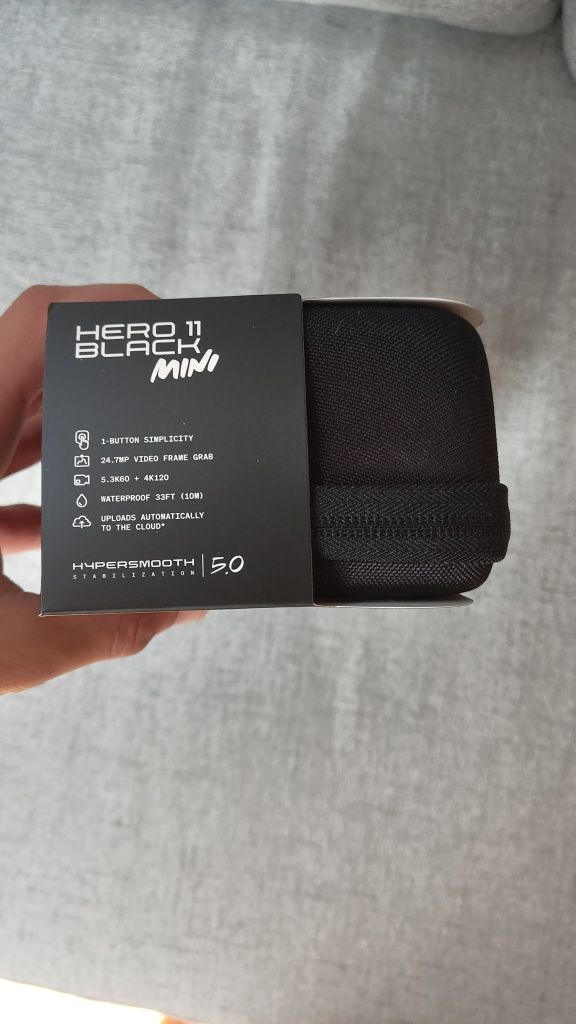 HERO 11
BLACK
MINI
1-BUTTON SIMPLICITY
24.7MP VIDEO FRAME GRAB
5.3K60 + 4K120
WATERPROOF 33FT (10M)
UPLOADS AUTOMATICALLY
TO THE CLOUD*
HYPERSMOOTH
STABILIZATION
5.0